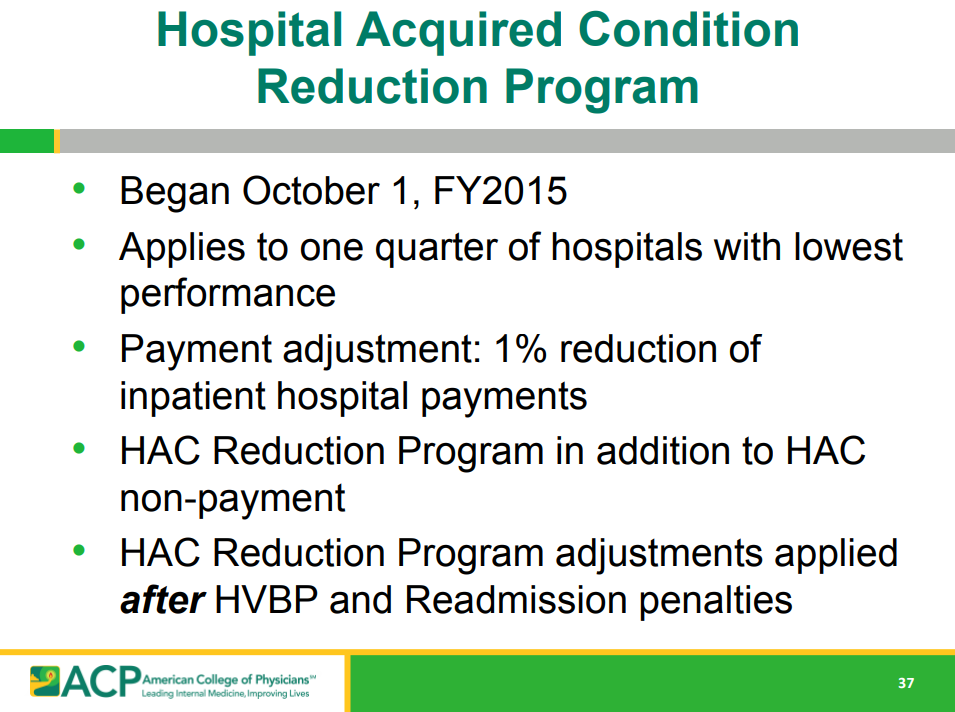 Hospital Acquired Condition
Reduction Program
• Began October 1, FY2015
• Applies to one quarter of hospitals with lowest
performance
• Payment adjustment: 1% reduction of
inpatient hospital payments
• HAC Reduction Program in addition to HAC
non-payment
• HAC Reduction Program adjustments applied
after HVBP and Readmission penalties
ACP American College of Physicians℠
Leading Internal Medicine, Improving Lives
37